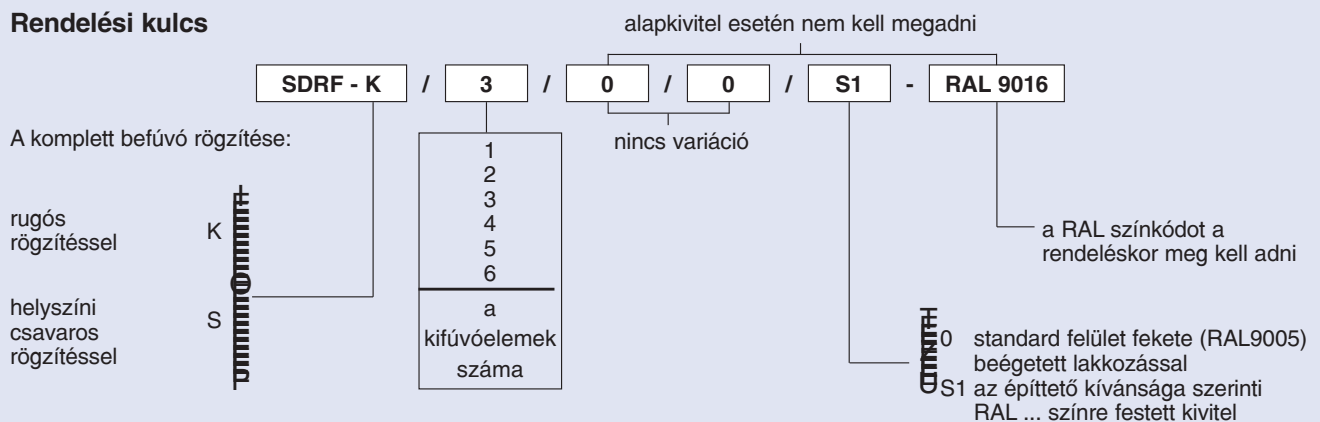 Rendelési kulcs
alapkivitel esetén nem kell megadni
SDRF - K / 3 / 0 / 0 / S1 - RAL 9016
A komplett befúvó rögzítése:
nincs variáció
1
2
3
4
5
6
a
kifúvóelemek
száma
rugós
rögzítéssel
K
helyszíni
csavaros
rögzítéssel
S
a RAL színkódot a
rendeléskor meg kell adni
0 standard felület fekete (RAL9005)
beégetett lakkozással
S1 az építtető kívánsága szerinti
RAL ... színre festett kivitel